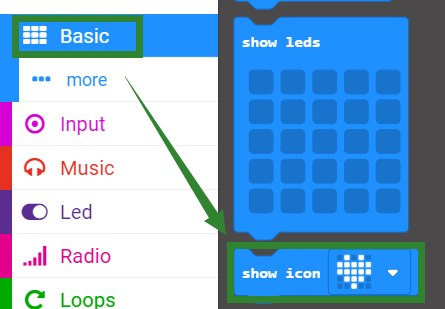 Basic
more
Input
Music
Led
Radio
Loops
show leds
show icon